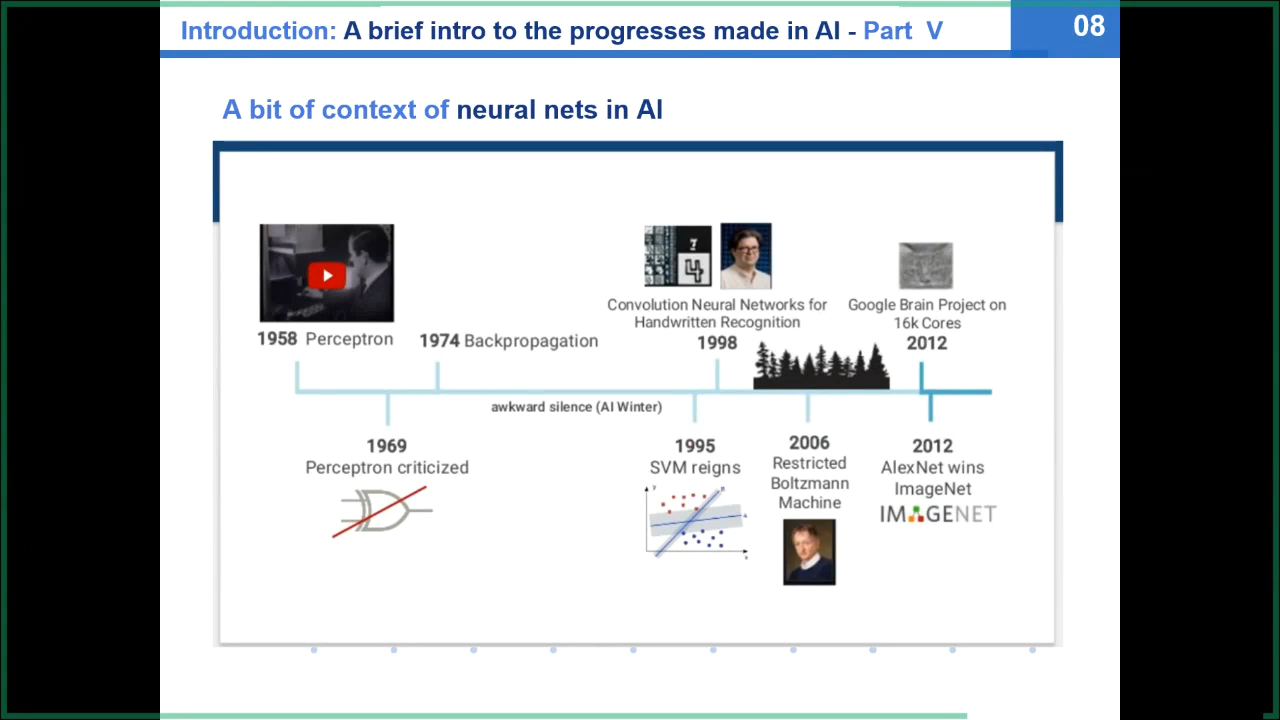 Introduction: A brief intro to the progresses made in AI - Part V
08
A bit of context of neural nets in AI
7
4
Convolution Neural Networks for
Handwritten Recognition
1998
Google Brain Project on
16k Cores
2012
1958 Perceptron
1974 Backpropagation
awkward silence (AI Winter)
1969
Perceptron criticized
1995
SVM reigns
2006
Restricted
Boltzmann
Machine
2012
AlexNet wins
ImageNet
IMAGENET